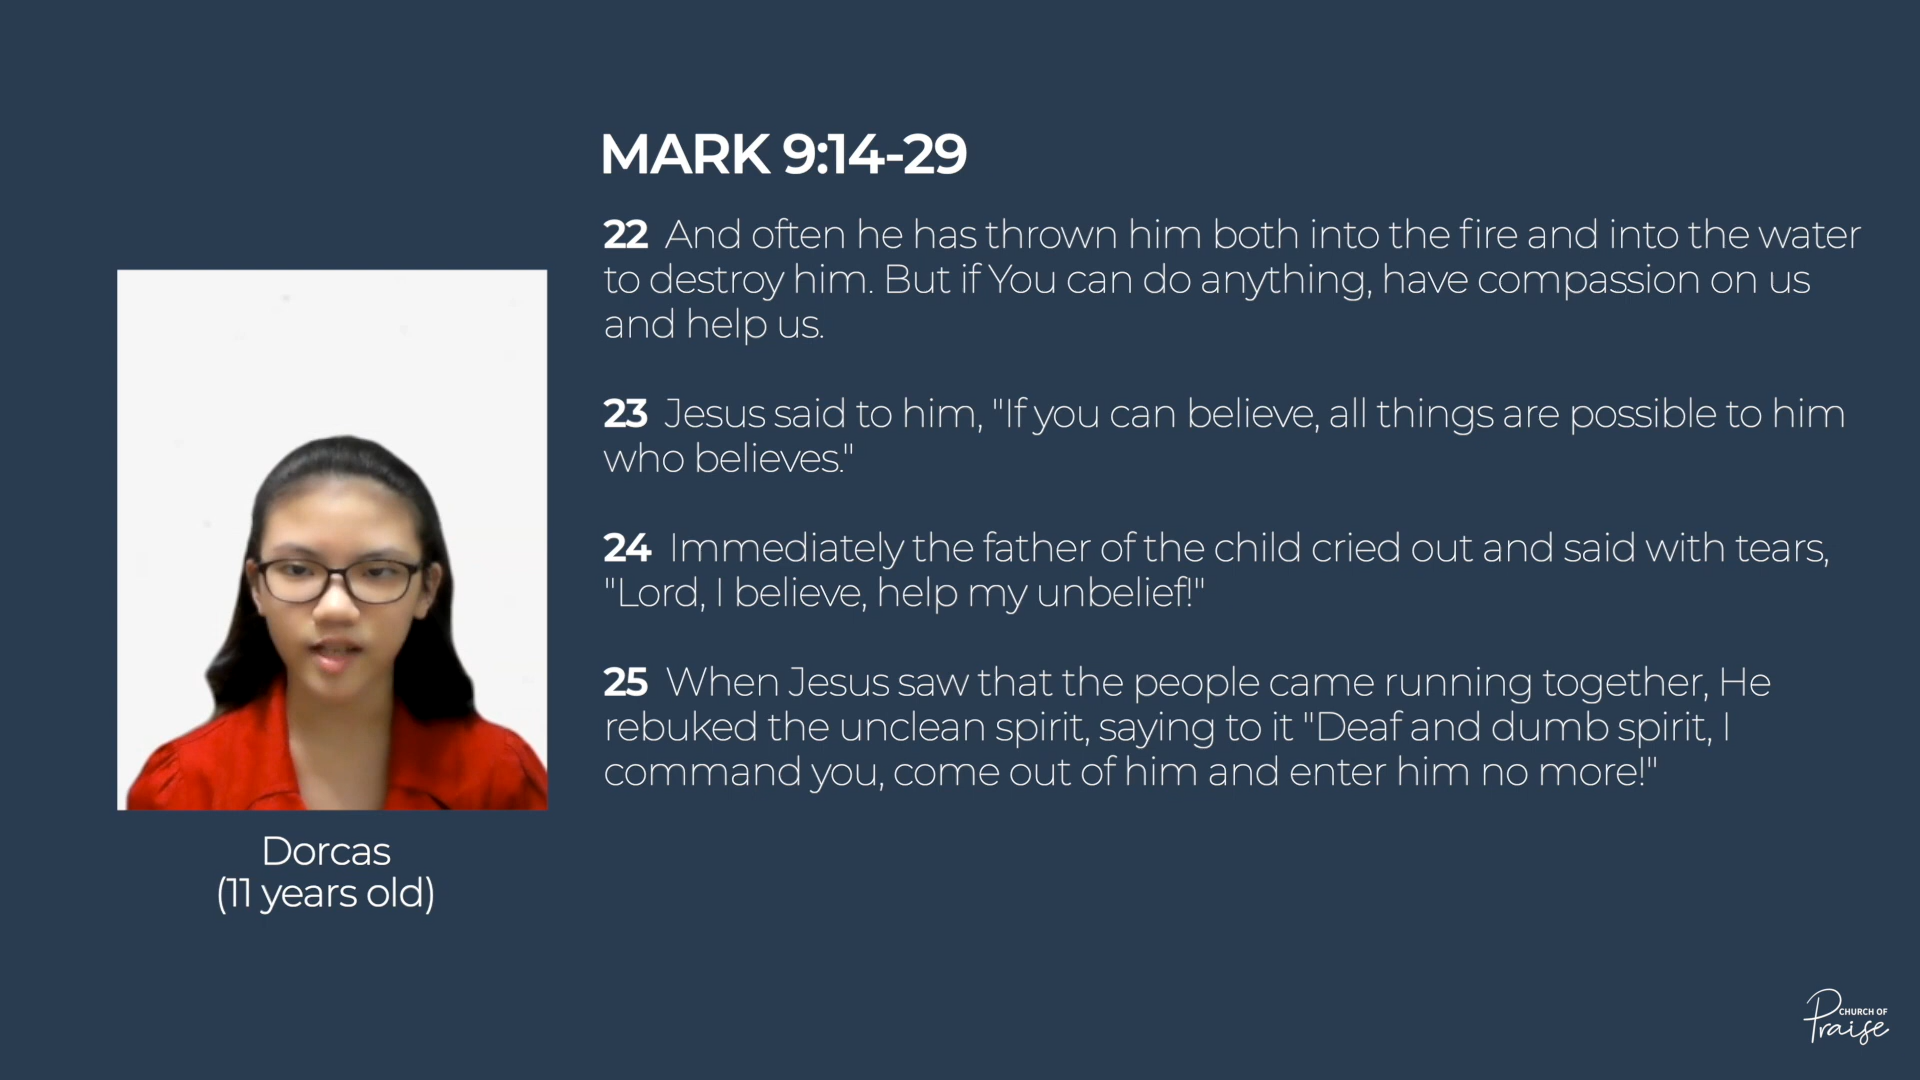 MARK 9:14-29
22 And often he has thrown him both into the fire and into the water
to destroy him. But if You can do anything, have compassion on us
and help us.
23 Jesus said to him, "If you can believe, all things are possible to him
who believes."
24 Immediately the father of the child cried out and said with tears,
"Lord, I believe, help my unbelief!"
25 When Jesus saw that the people came running together, He
rebuked the unclean spirit, saying to it "Deaf and dumb spirit, I
command you, come out of him and enter him no more!"
Dorcas
(11 years old)
CHURCH OF
Praise